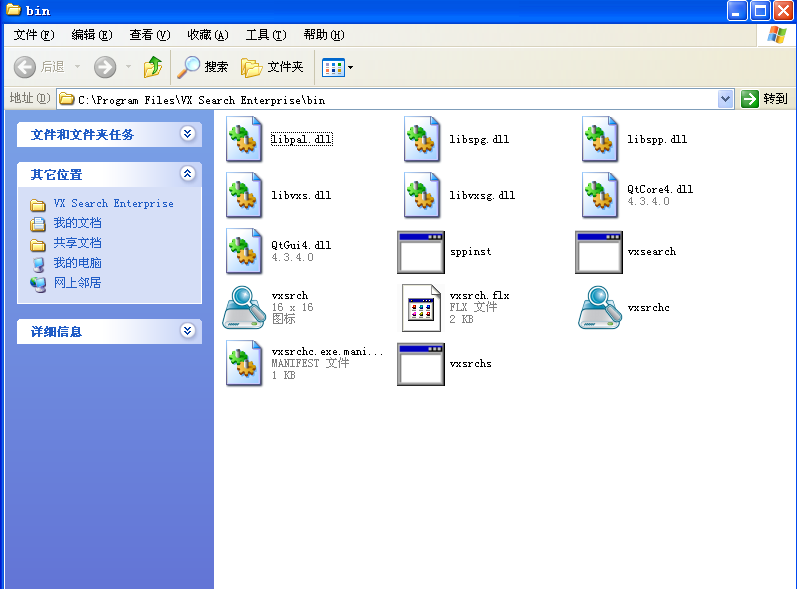 bin
文件(F) 编辑(E) 查看(V) 收藏(A) 工具(T) 帮助(H)
后退 搜索 文件夹
地址(D) C:\Program Files\VX Search Enterprise\bin 转到
文件和文件夹任务
其它位置
VX Search Enterprise
我的文档
共享文档
我的电脑
网上邻居
详细信息
libpal.dll
libspg.dll
libspp.dll
libvxs.dll
libvxsg.dll
QtCore4.dll
4.3.4.0
QtGui4.dll
4.3.4.0
sppinst
vxsearch
vxsrch
16 x 16
图标
vxsrch.flx
FLX 文件
2 KB
vxsrchc
vxsrchc.exe.mani...
MANIFEST 文件
1 KB
vxsrchs